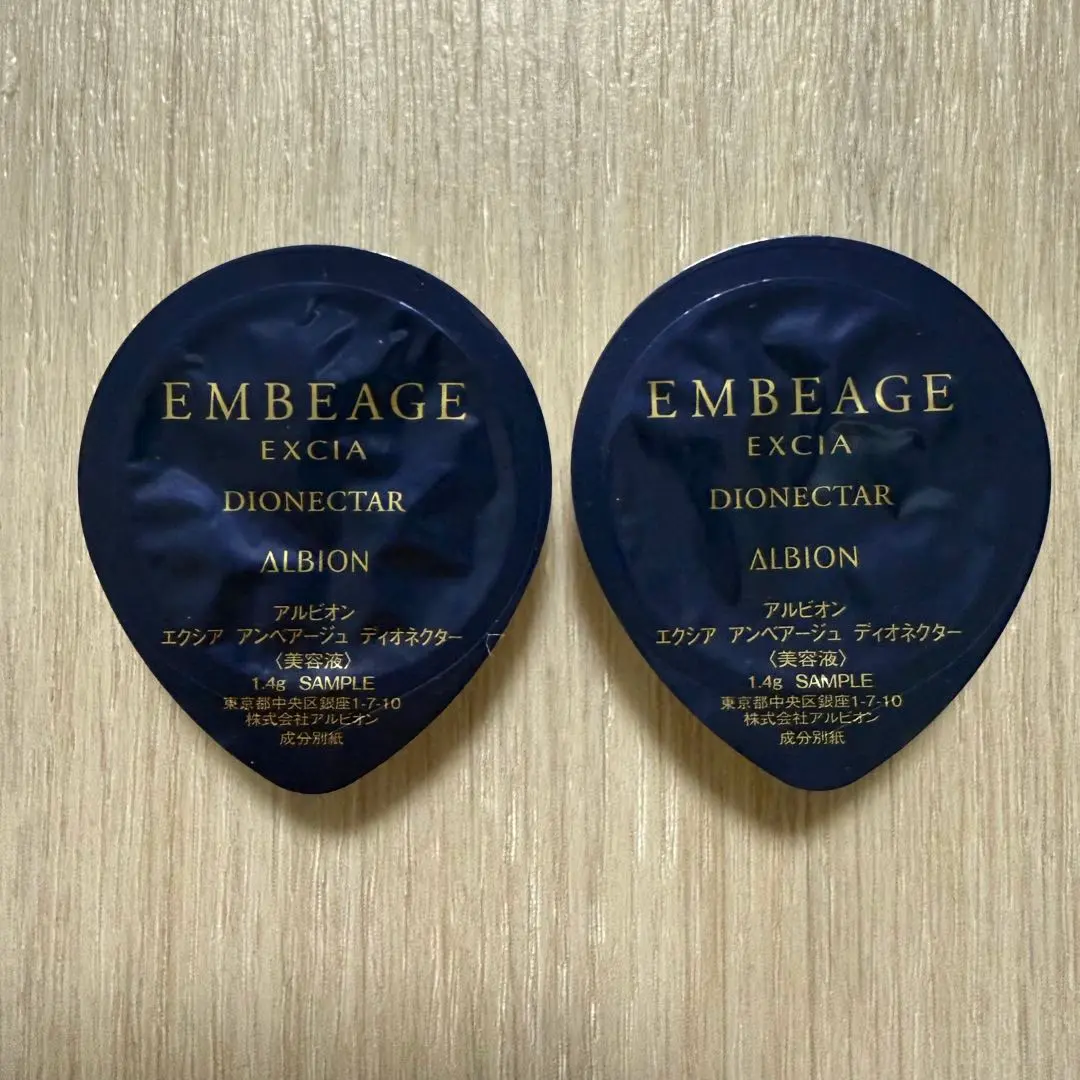 EMBEAGE
EXCIA
DIONECTAR
ALBION
アルビオン
エクシア アンベアージュ ディオネクター
〈美容液〉
1.4g SAMPLE
東京都中央区銀座1-7-10
株式会社アルビオン
成分別紙
EMBEAGE
EXCIA
DIONECTAR
ALBION
アルビオン
エクシア アンベアージュ ディオネクター
〈美容液〉
1.4g SAMPLE
東京都中央区銀座1-7-10
株式会社アルビオン
成分別紙